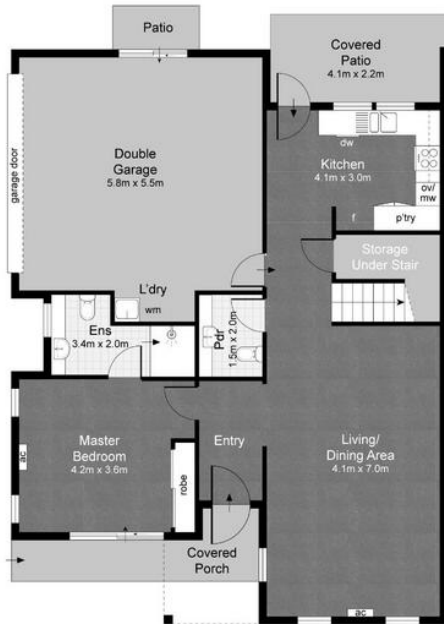 Patio
Covered
Patio
4.1m x 2.2m
garage door
Double
Garage
5.8m x 5.5m
dw
Kitchen
4.1m x 3.0m
ov/
mw
f
p'try
Storage
Under Stair
L'dry
wm
Ens
3.4m x 2.0m
Pdr
1.5m x 2.0m
Master
Bedroom
4.2m x 3.6m
ac
robe
Entry
Living/
Dining Area
4.1m x 7.0m
Covered
Porch
ac